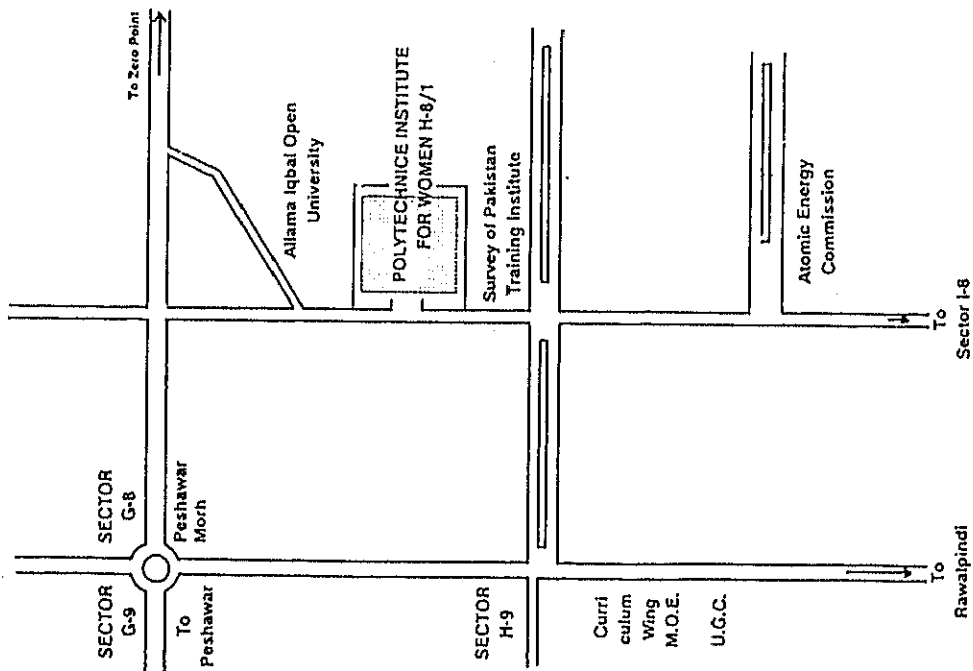 To Zero Point
Allama Iqbal Open
University
POLYTECHNICE INSTITUTE
FOR WOMEN H-8/1
Survey of Pakistan
Training Institute
Atomic Energy
Commission
To
Sector I-8
SECTOR
G-8
Peshawar
Morh
SECTOR
G-9
To
Peshawar
SECTOR
H-9
Curri
culum
Wing
M.O.E.
U.G.C.
To
Rawalpindi